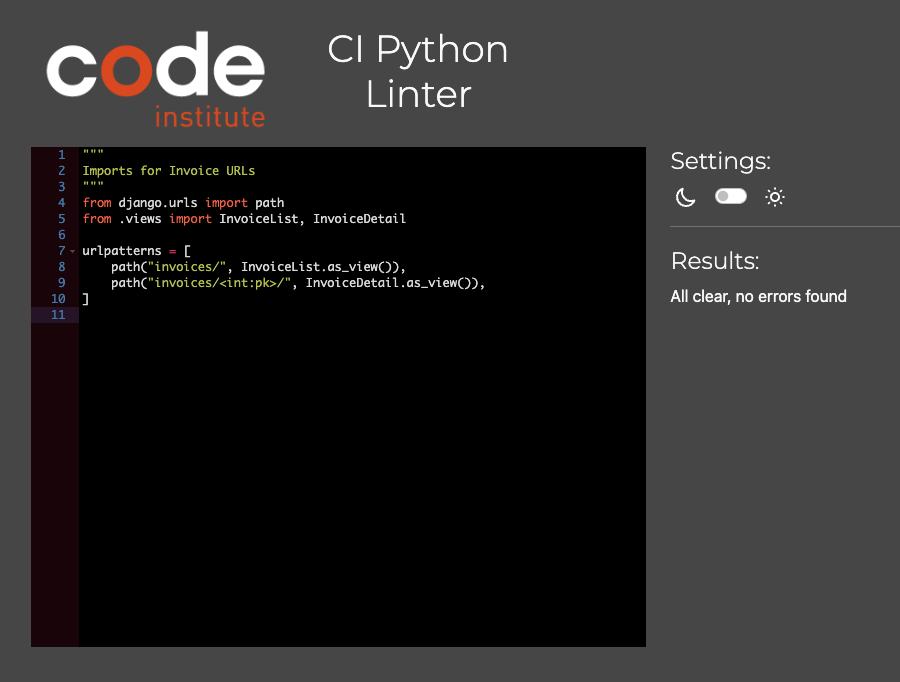 code
institute
CI Python
Linter
1 """
2 Imports for Invoice URLs
3 """
4 from django.urls import path
5 from .views import InvoiceList, InvoiceDetail
6
7 urlpatterns = [
8     path("invoices/", InvoiceList.as_view()),
9     path("invoices/<int:pk>/", InvoiceDetail.as_view()),
10 ]
11
Settings:
Results:
All clear, no errors found